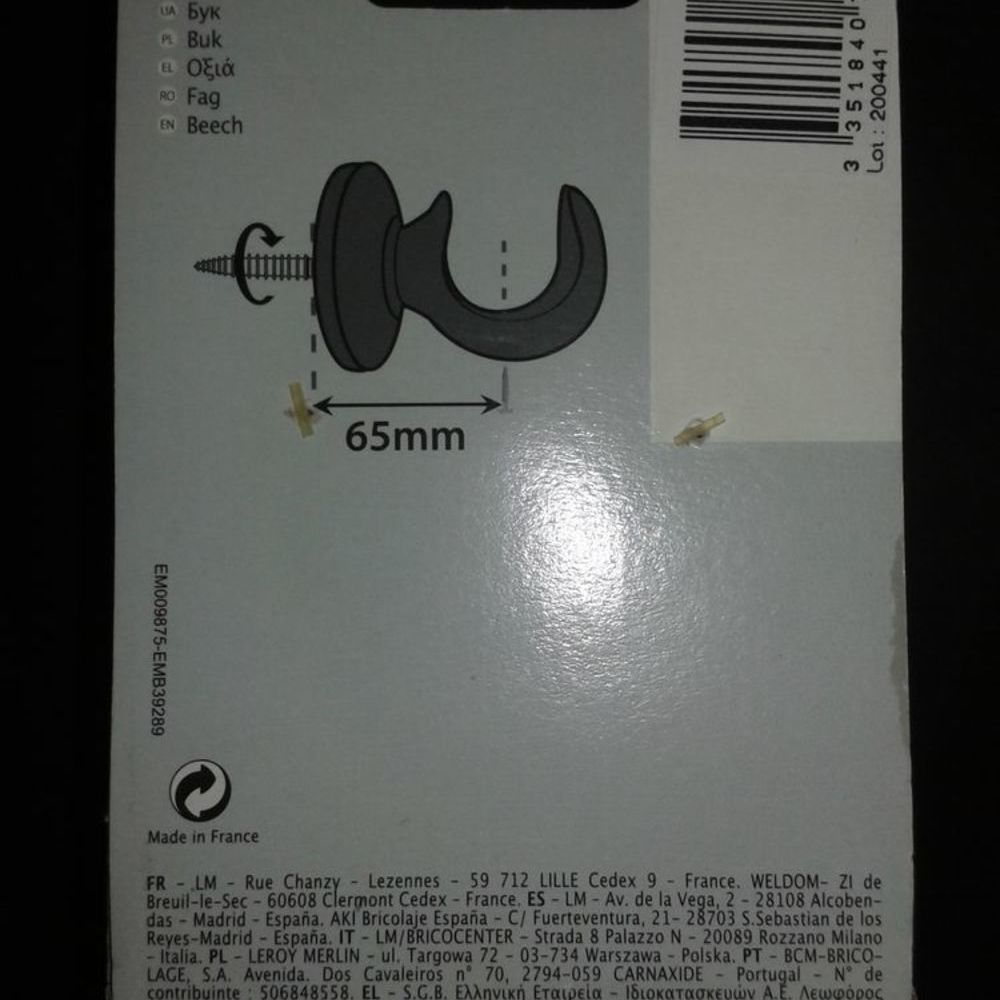 UA Бук
PL Buk
EL Οξιά
RO Fag
EN Beech
3 351840
Lot : 200441
65mm
EM009875-EMB39289
Made in France
FR - LM - Rue Chanzy - Lezennes - 59 712 LILLE Cedex 9 - France. WELDOM- ZI de
Breuil-le-Sec - 60608 Clermont Cedex - France. ES - LM - Av. de la Vega, 2 - 28108 Alcoben-
das - Madrid - España. AKI Bricolaje España - C/ Fuerteventura, 21- 28703 S.Sebastian de los
Reyes-Madrid - España. IT - LM/BRICOCENTER - Strada 8 Palazzo N - 20089 Rozzano Milano
- Italia. PL - LEROY MERLIN - ul. Targowa 72 - 03-734 Warszawa - Polska. PT - BCM-BRICO-
LAGE, S.A. Avenida. Dos Cavaleiros n° 70, 2794-059 CARNAXIDE - Portugal - N° de
contribuinte : 506848558. EL - S.G.B. Ελληνική Εταιρεία - Ιδιοκατασκευών Α.Ε. Λεωφόρος